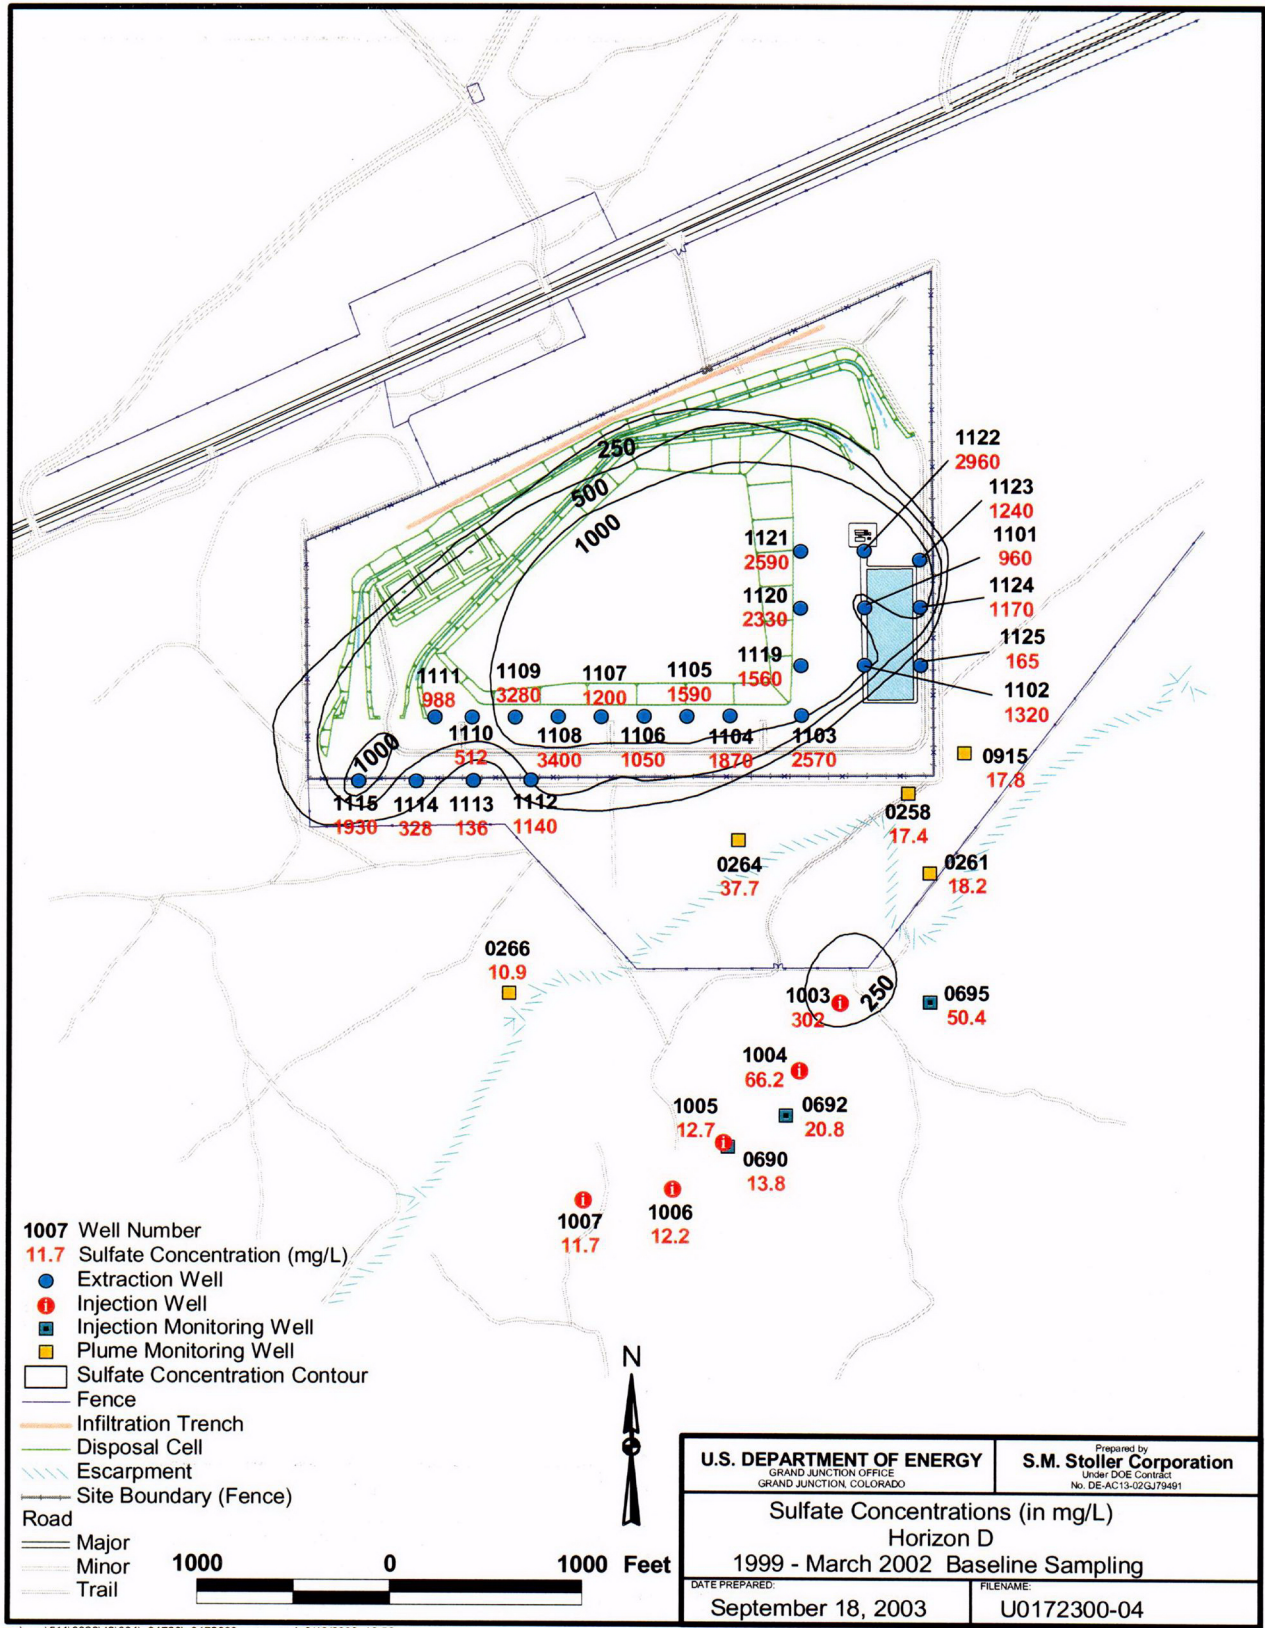 250
500
1000
1122
2960
1123
1240
1101
960
1124
1170
1125
165
1102
1320
1121
2590
1120
2330
1119
1560
1111
988
1109
3280
1107
1200
1105
1590
1110
512
1108
3400
1106
1050
1104
1870
1103
2570
1000
1115
1930
1114
328
1113
136
1112
1140
0915
17.8
0258
17.4
0264
37.7
0261
18.2
0266
10.9
1003
302
250
0695
50.4
1004
66.2
1005
12.7
0692
20.8
0690
13.8
1007
11.7
1006
12.2
1007 Well Number
11.7 Sulfate Concentration (mg/L)
Extraction Well
i Injection Well
Injection Monitoring Well
Plume Monitoring Well
Sulfate Concentration Contour
Fence
Infiltration Trench
Disposal Cell
Escarpment
Site Boundary (Fence)
Road
Major
Minor
Trail
N
1000 0 1000 Feet
U.S. DEPARTMENT OF ENERGY
GRAND JUNCTION OFFICE
GRAND JUNCTION, COLORADO
Prepared by
S.M. Stoller Corporation
Under DOE Contract
No. DE-AC13-02GJ79491
Sulfate Concentrations (in mg/L)
Horizon D
1999 - March 2002 Baseline Sampling
DATE PREPARED:
September 18, 2003
FILENAME:
U0172300-04